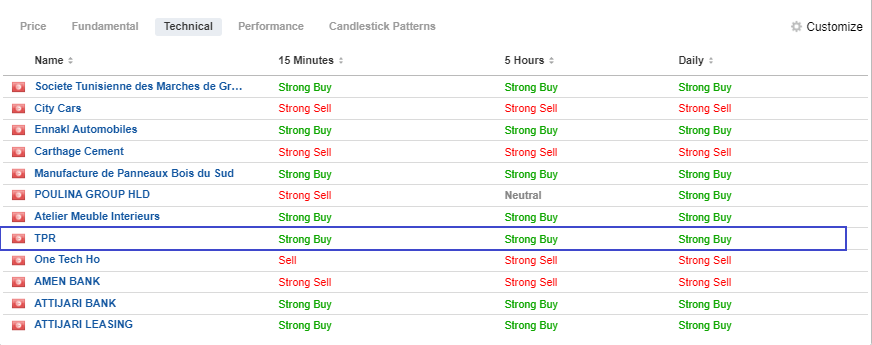 Price Fundamental Technical Performance Candlestick Patterns Customize
Name 15 Minutes 5 Hours Daily
Societe Tunisienne des Marches de Gr... Strong Buy Strong Buy Strong Buy
City Cars Strong Sell Strong Sell Strong Sell
Ennakl Automobiles Strong Buy Strong Buy Strong Buy
Carthage Cement Strong Sell Strong Sell Strong Sell
Manufacture de Panneaux Bois du Sud Strong Buy Strong Buy Strong Buy
POULINA GROUP HLD Strong Sell Neutral Strong Buy
Atelier Meuble Interieurs Strong Buy Strong Buy Strong Buy
TPR Strong Buy Strong Buy Strong Buy
One Tech Ho Sell Strong Sell Strong Sell
AMEN BANK Strong Sell Strong Sell Strong Sell
ATTIJARI BANK Strong Buy Strong Buy Strong Buy
ATTIJARI LEASING Strong Buy Strong Buy Strong Buy